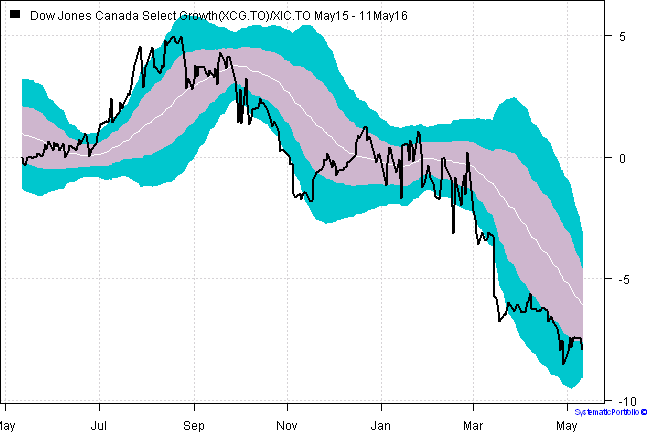 Dow Jones Canada Select Growth(XCG.TO)/XIC.TO May15 - 11May16
5
0
-5
-10
May Jul Sep Nov Jan Mar May
SystematicPortfolio ©